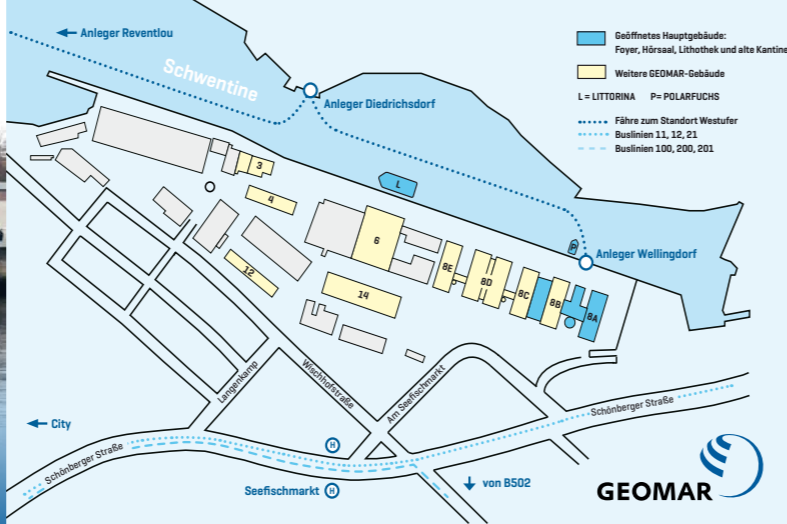 Anleger Reventlou
Schwentine
Anleger Diedrichsdorf
Geöffnetes Hauptgebäude:
Foyer, Hörsaal, Lithothek und alte Kantine
Weitere GEOMAR-Gebäude
L = LITTORINA P= POLARFUCHS
Fähre zum Standort Westufer
Buslinien 11, 12, 21
Buslinien 100, 200, 201
3
4
L
6
12
14
P
Anleger Wellingdorf
8E
8D
8C
8B
8A
Langenkamp
Wischhofstraße
Am Seefischmarkt
City
Schönberger Straße
Schönberger Straße
H
Seefischmarkt H
von B502
GEOMAR